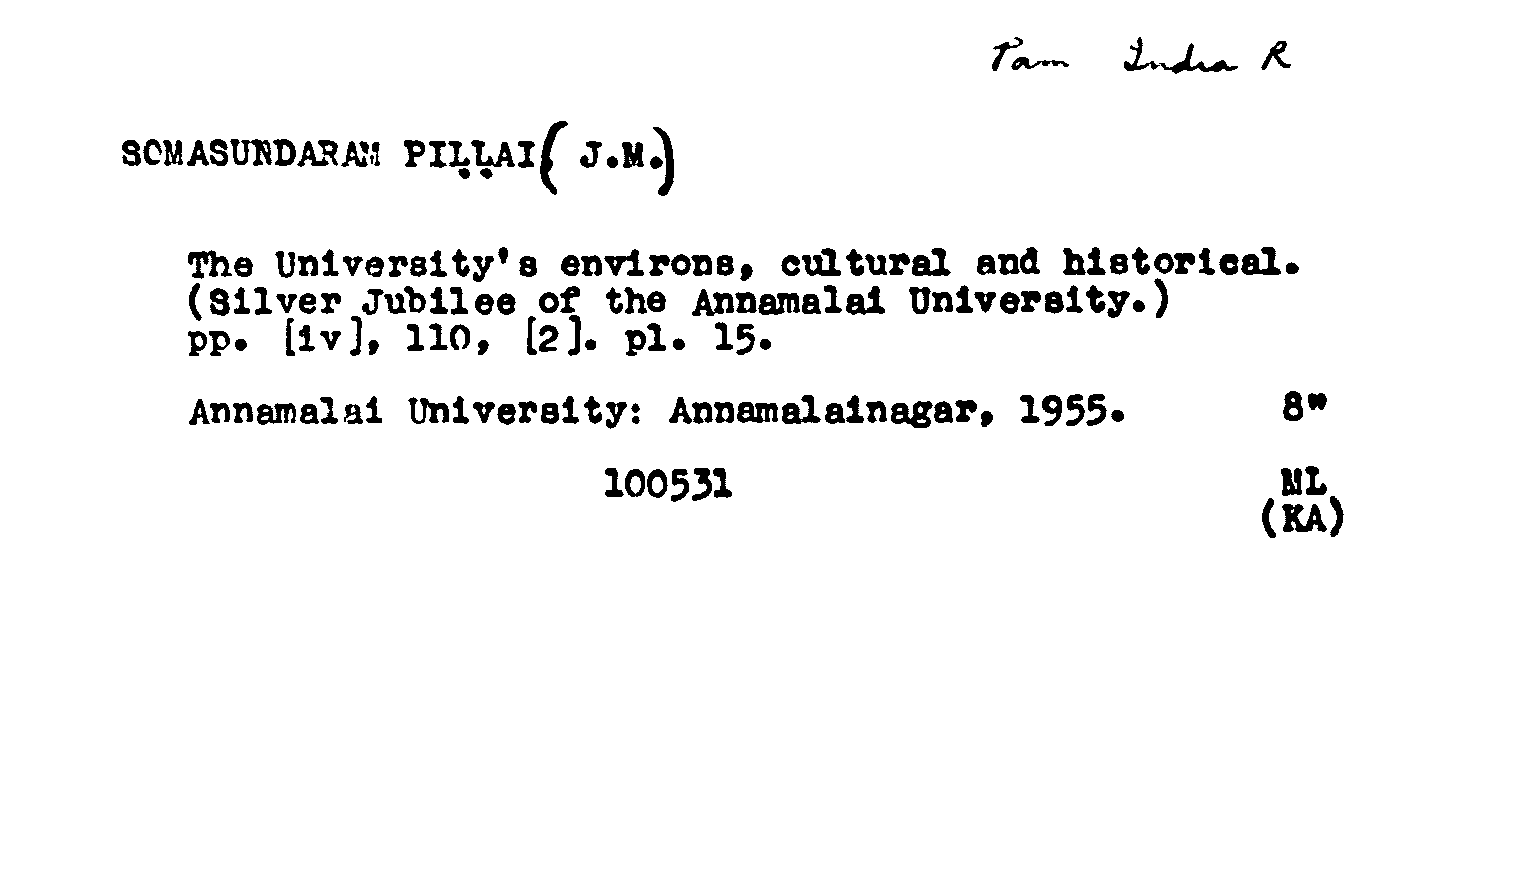 Tam India R
SOMASUNDARAM PIḶḶAI( J.M.)
The University's environs, cultural and historical.
(Silver Jubilee of the Annamalai University.)
pp. [iv], 110, [2]. pl. 15.
Annamalai University: Annamalainagar, 1955. 8"
100531 ML
(KA)